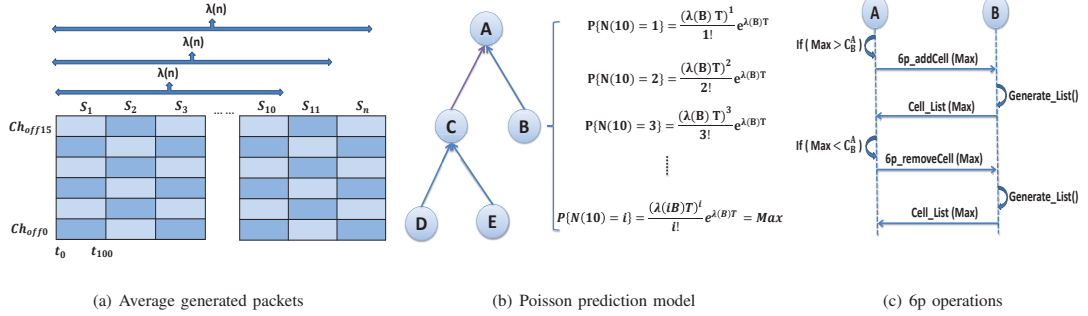 λ(n)
λ(n)
λ(n)
S₁ S₂ S₃ ... ... S₁₀ S₁₁ Sₙ
Ch_off15
Ch_off0
t₀ t₁₀₀
(a) Average generated packets
A
C
B
D
E
P{N(10) = 1} = (λ(B) T)^1 / 1! e^λ(B)T
P{N(10) = 2} = (λ(B) T)^2 / 2! e^λ(B)T
P{N(10) = 3} = (λ(B) T)^3 / 3! e^λ(B)T
P{N(10) = i} = (λ(iB)T)^i / i! e^λ(B)T = Max
(b) Poisson prediction model
A B
If ( Max > C_B^A )
6p_addCell (Max)
Generate_List()
Cell_List (Max)
If ( Max < C_B^A )
6p_removeCell (Max)
Generate_List()
Cell_List (Max)
(c) 6p operations